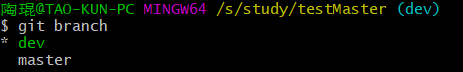 陶琨@TAO-KUN-PC MINGW64 /s/study/testMaster (dev)
$ git branch
* dev
  master